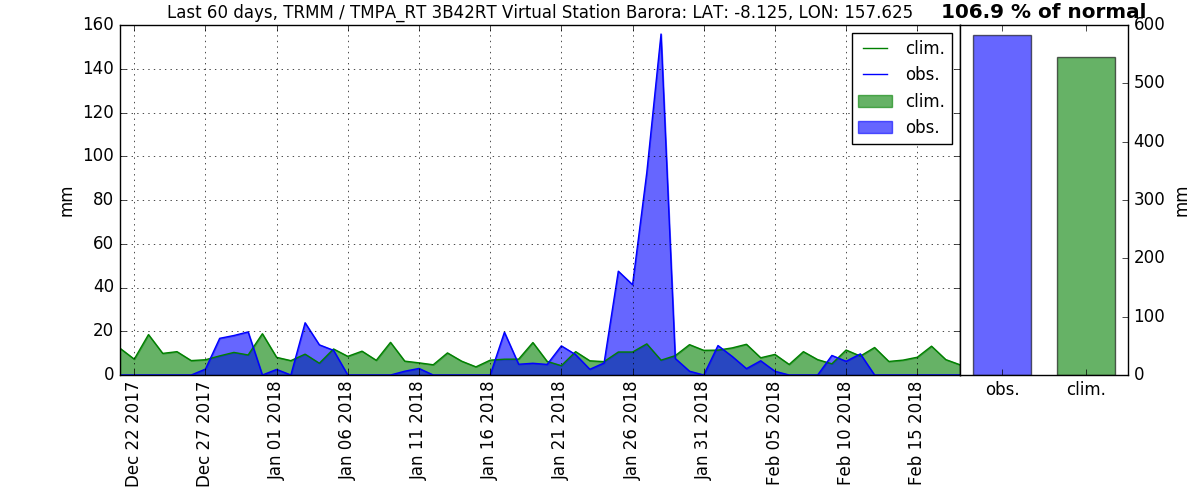 Last 60 days, TRMM / TMPA_RT 3B42RT Virtual Station Barora: LAT: -8.125, LON: 157.625
106.9 % of normal
160
140
120
100
80
60
40
20
0
mm
clim.
obs.
clim.
obs.
600
500
400
300
200
100
0
mm
Dec 22 2017
Dec 27 2017
Jan 01 2018
Jan 06 2018
Jan 11 2018
Jan 16 2018
Jan 21 2018
Jan 26 2018
Jan 31 2018
Feb 05 2018
Feb 10 2018
Feb 15 2018
obs.
clim.